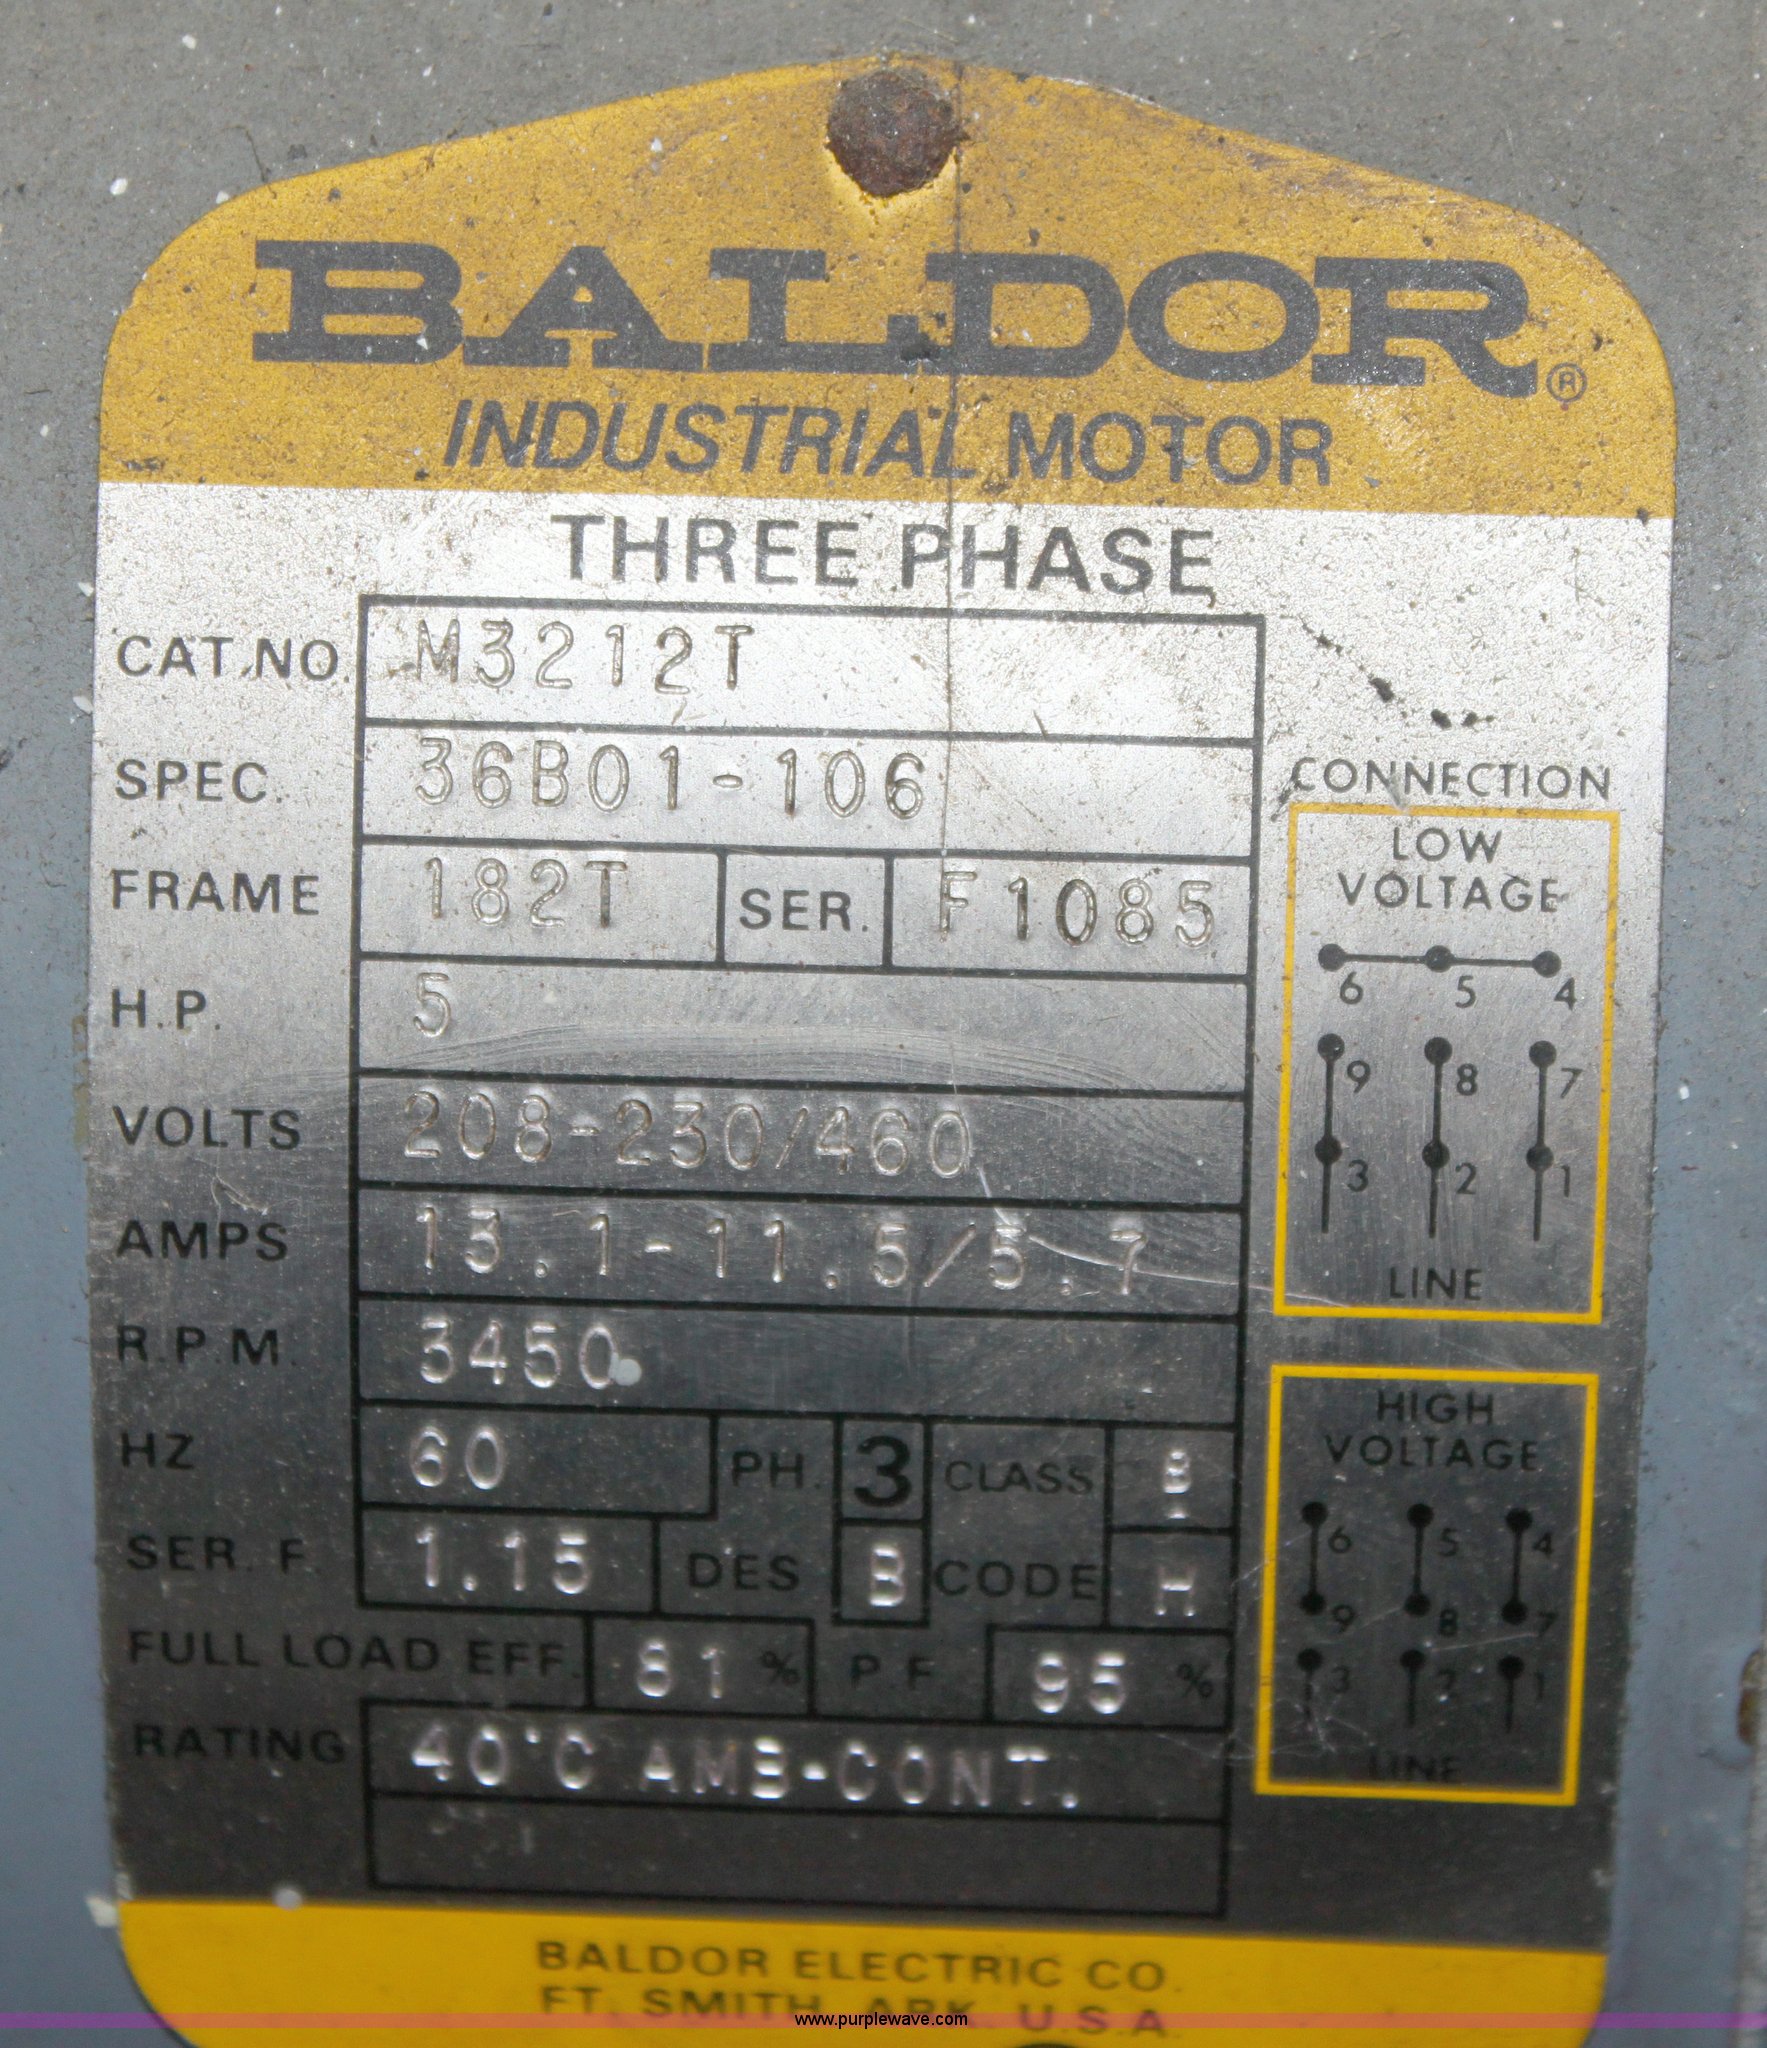 BALDOR®
INDUSTRIAL MOTOR
THREE PHASE
CAT.NO. M3212T
SPEC. 36B01-106
FRAME 182T SER. F1085
H.P. 5
VOLTS 208-230/460
AMPS 13.1-11.5/5.7
R.P.M. 3450
HZ 60 PH. 3 CLASS B
SER. F. 1.15 DES B CODE H
FULL LOAD EFF. 81 % P.F. 95 %
RATING 40°C AMB-CONT.
CONNECTION
LOW
VOLTAGE
6 5 4
9 8 7
3 2 1
LINE
HIGH
VOLTAGE
6 5 4
9 8 7
3 2 1
LINE
BALDOR ELECTRIC CO.
FT. SMITH, ARK. U.S.A.
www.purplewave.com